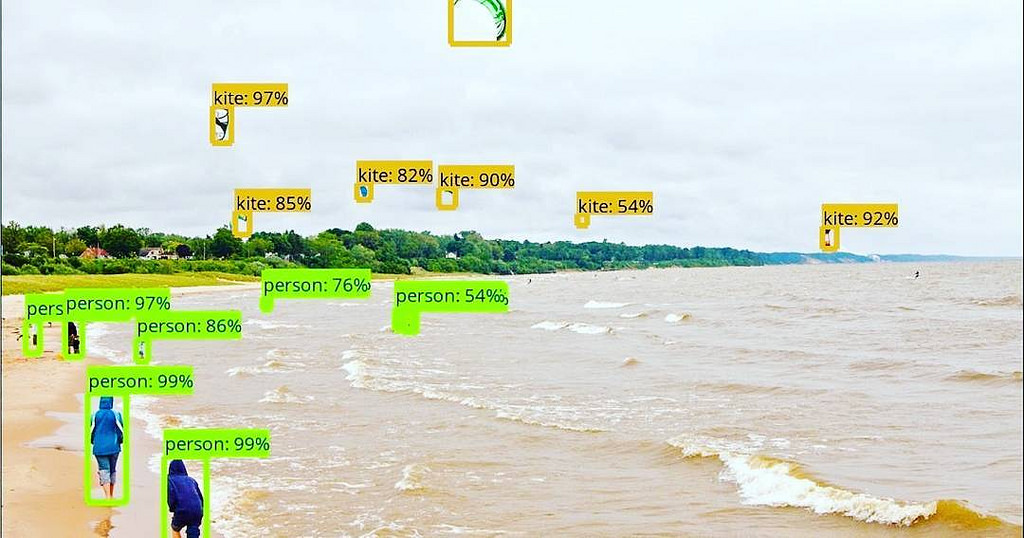 kite: 97%
kite: 82%
kite: 90%
kite: 85%
kite: 54%
kite: 92%
person: 76%
person: 54%
pers
person: 97%
person: 86%
person: 99%
person: 99%